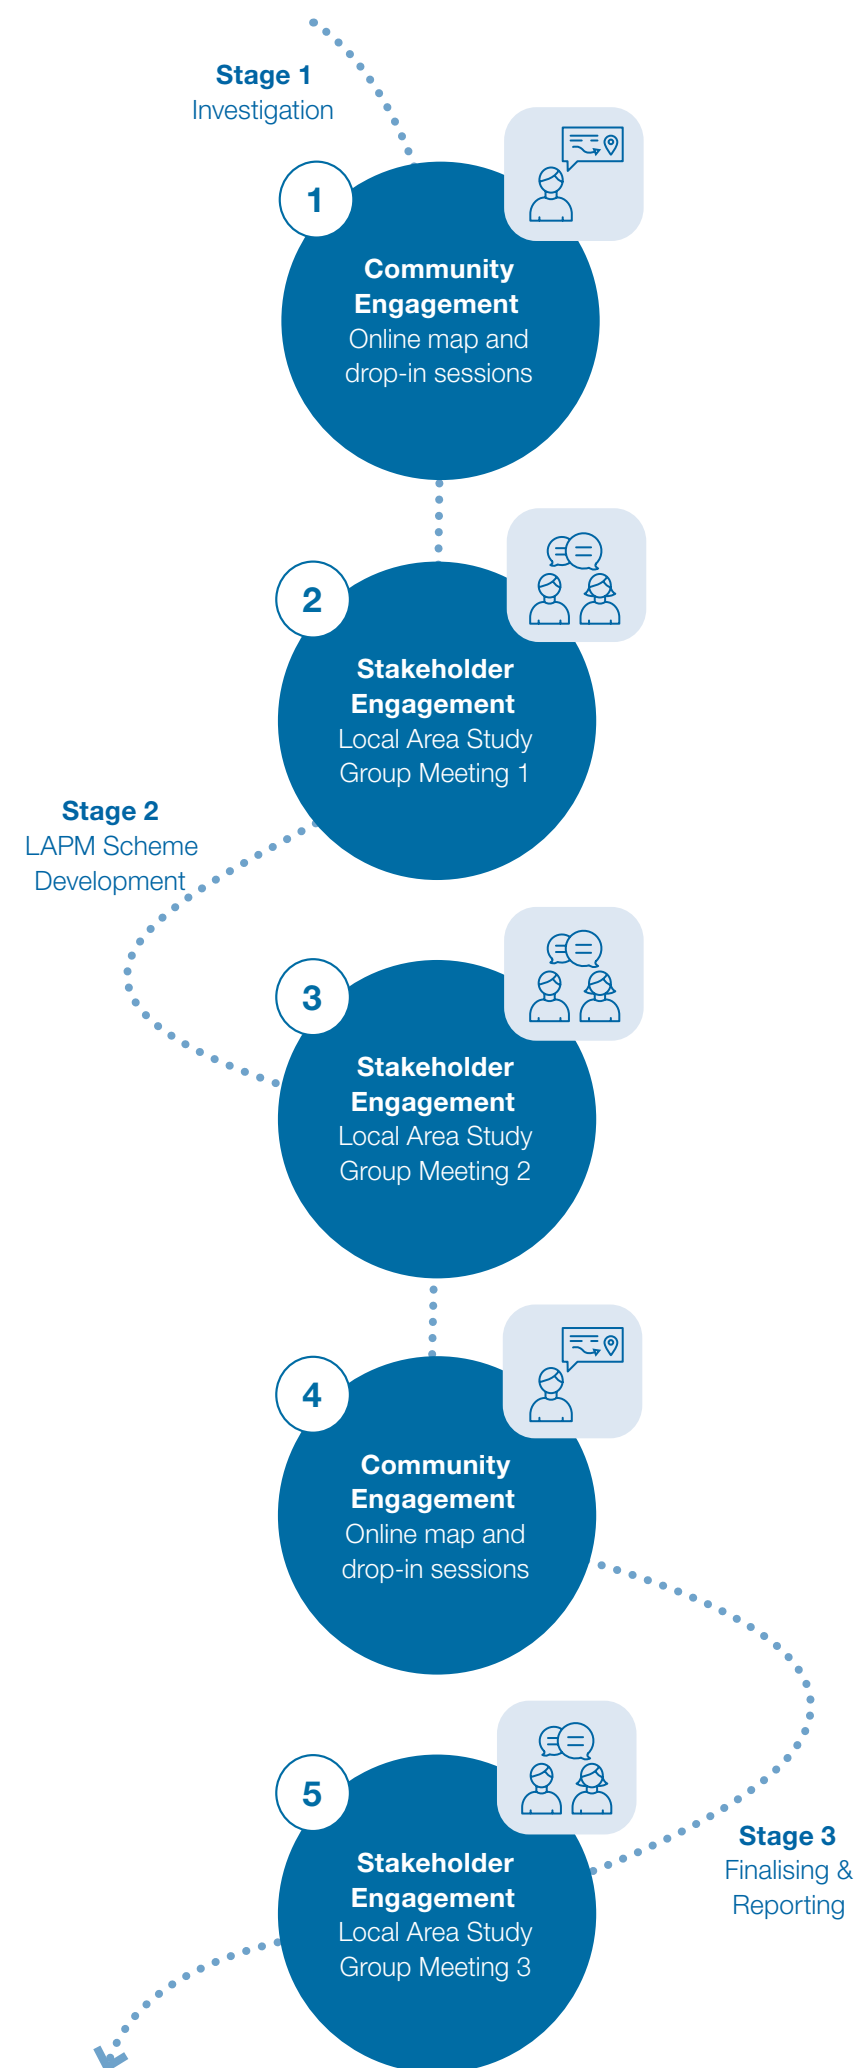 Stage 1
Investigation
1
Community
Engagement
Online map and
drop-in sessions
2
Stakeholder
Engagement
Local Area Study
Group Meeting 1
Stage 2
LAPM Scheme
Development
3
Stakeholder
Engagement
Local Area Study
Group Meeting 2
4
Community
Engagement
Online map and
drop-in sessions
5
Stakeholder
Engagement
Local Area Study
Group Meeting 3
Stage 3
Finalising &
Reporting